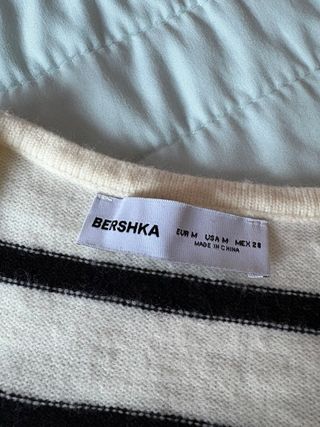 BERSHKA
EUR M USA M MEX 28
MADE IN CHINA